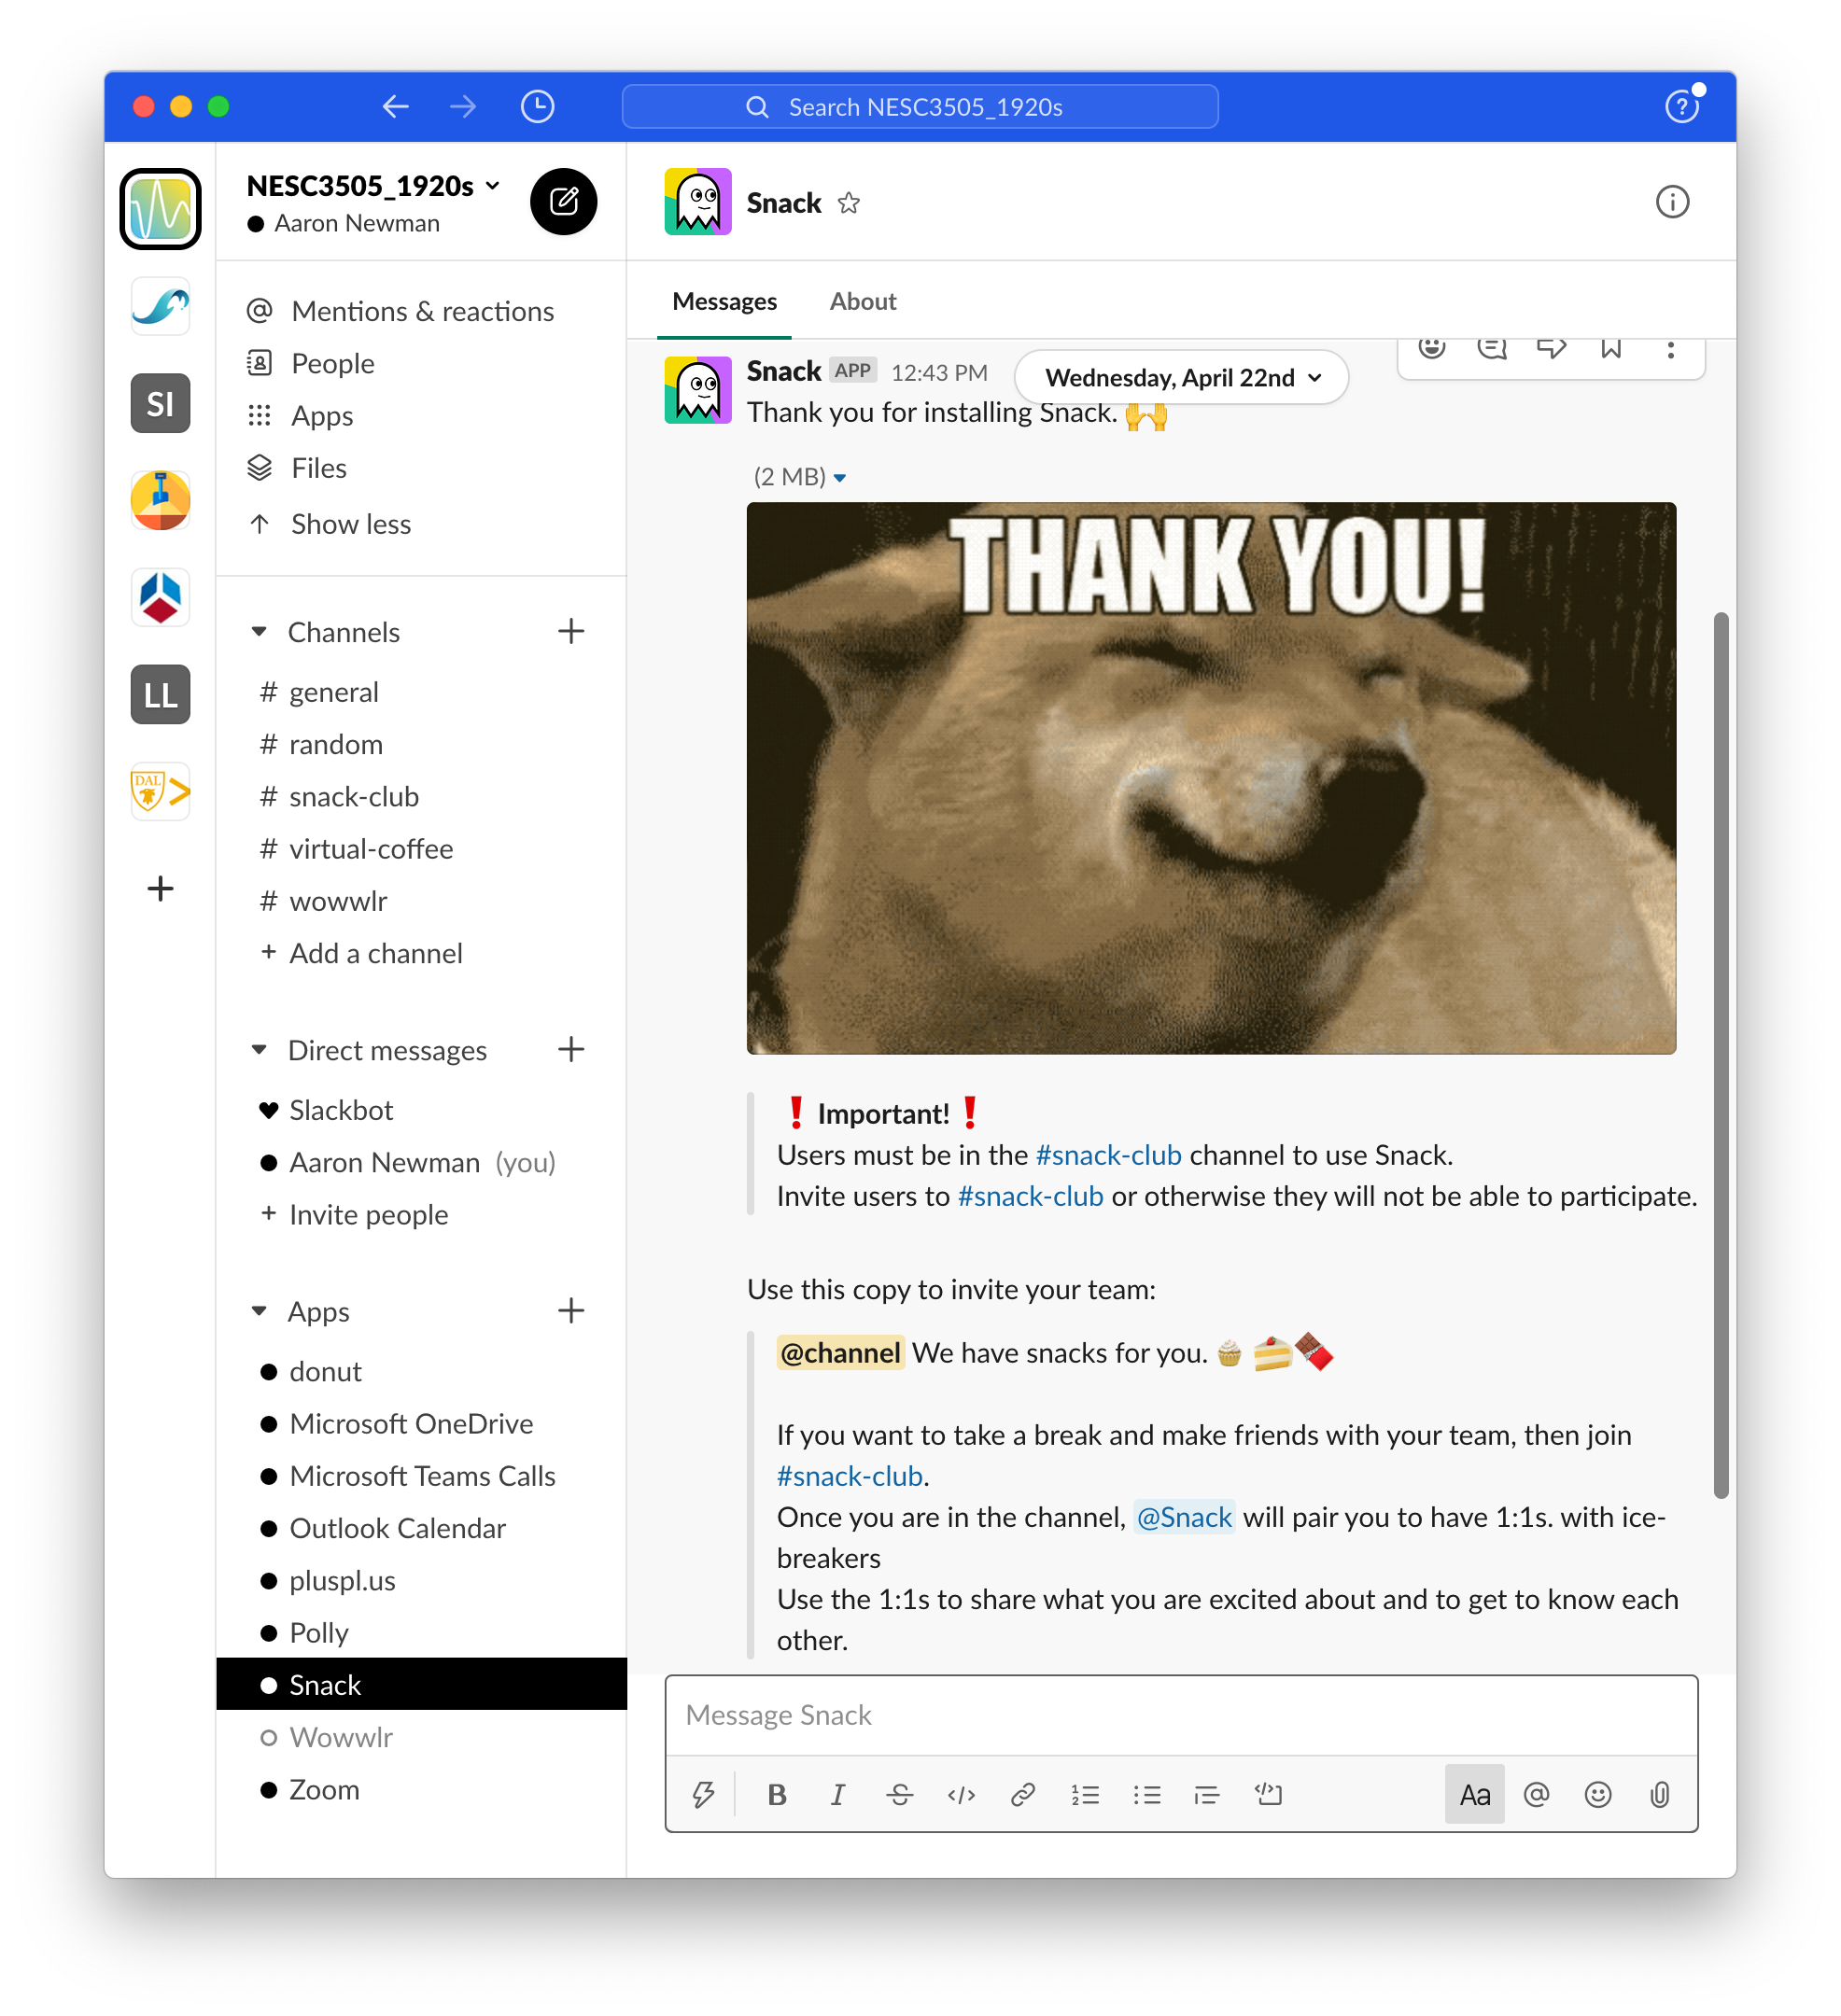 Search NESC3505_1920s
NESC3505_1920s
Aaron Newman
SI
LL
DAL
Mentions & reactions
People
Apps
Files
Show less
Channels
# general
# random
# snack-club
# virtual-coffee
# wowwlr
+ Add a channel
Direct messages
Slackbot
Aaron Newman (you)
+ Invite people
Apps
donut
Microsoft OneDrive
Microsoft Teams Calls
Outlook Calendar
pluspl.us
Polly
Snack
Wowwlr
Zoom
Snack
Messages About
Snack APP 12:43 PM
Wednesday, April 22nd
Thank you for installing Snack. 🙌
(2 MB)
THANK YOU!
❗ Important! ❗
Users must be in the #snack-club channel to use Snack.
Invite users to #snack-club or otherwise they will not be able to participate.
Use this copy to invite your team:
@channel We have snacks for you. 🧁 🍰🍫
If you want to take a break and make friends with your team, then join
#snack-club.
Once you are in the channel, @Snack will pair you to have 1:1s. with ice-
breakers
Use the 1:1s to share what you are excited about and to get to know each
other.
Message Snack
B I S </> Aa @